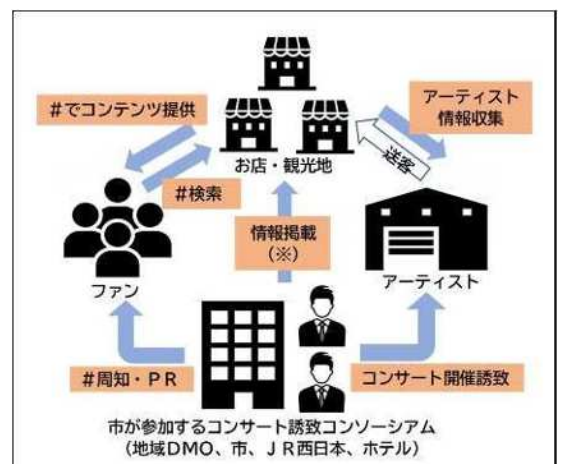 #でコンテンツ提供
アーティスト
情報収集
お店・観光地
送客
#検索
情報掲載
(※)
ファン
アーティスト
#周知・PR
コンサート開催誘致
市が参加するコンサート誘致コンソーシアム
(地域DMO、市、JR西日本、ホテル)